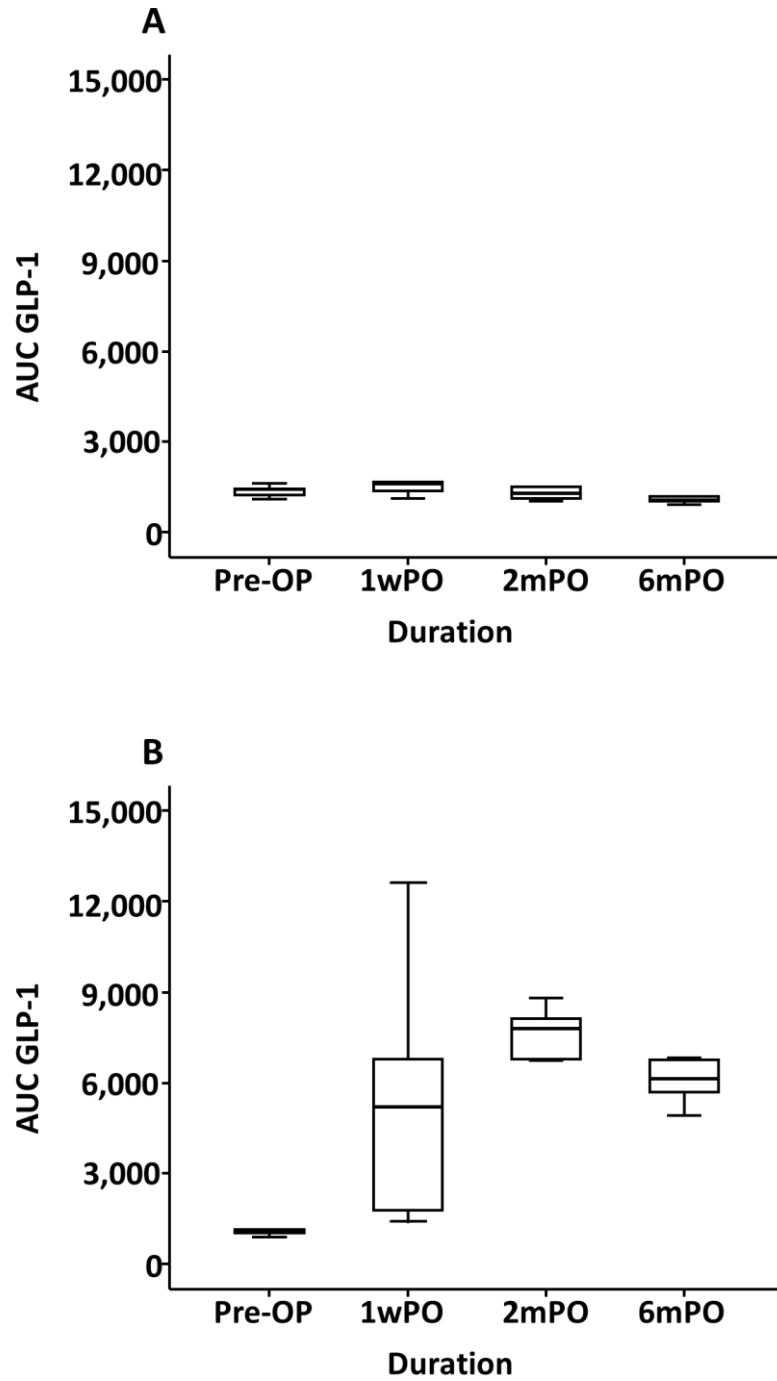 A
15,000
12,000
9,000
6,000
3,000
0
AUC GLP-1
Pre-OP 1wPO 2mPO 6mPO
Duration
B
15,000
12,000
9,000
6,000
3,000
0
AUC GLP-1
Pre-OP 1wPO 2mPO 6mPO
Duration